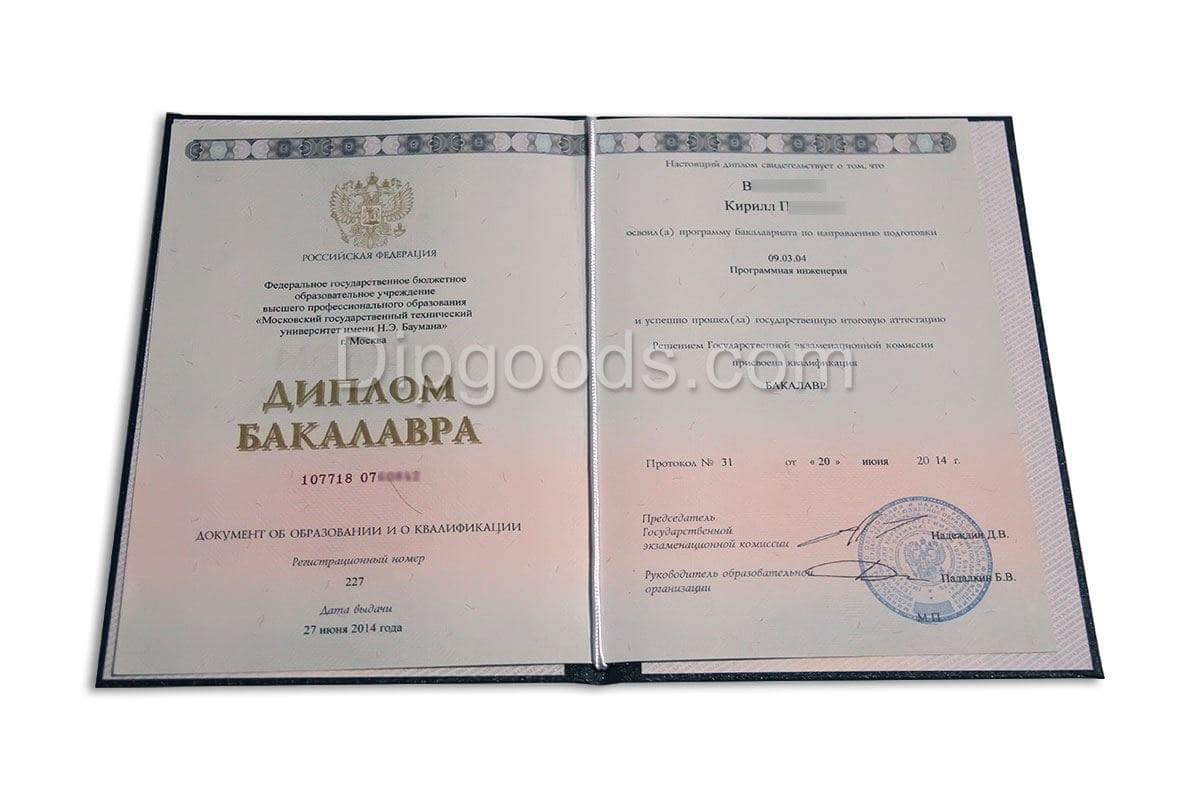 РОССИЙСКАЯ ФЕДЕРАЦИЯ
Федеральное государственное бюджетное
образовательное учреждение
высшего профессионального образования
«Московский государственный технический
университет имени Н.Э. Баумана»
г. Москва
ДИПЛОМ
БАКАЛАВРА
107718 07
ДОКУМЕНТ ОБ ОБРАЗОВАНИИ И О КВАЛИФИКАЦИИ
Регистрационный номер
227
Дата выдачи
27 июня 2014 года
Настоящий диплом свидетельствует о том, что
В
Кирилл П
освоил(а) программу бакалавриата по направлению подготовки
09.03.04
Программная инженерия
и успешно прошел(ла) государственную итоговую аттестацию
Решением Государственной экзаменационной комиссии
присвоена квалификация
БАКАЛАВР
Протокол № 31 от «20» июня 2014 г.
Председатель
Государственной
экзаменационной комиссии
Надеждин Д.В.
Руководитель образовательной
организации
Падалкин Б.В.
М.П.
Dipgoods.com